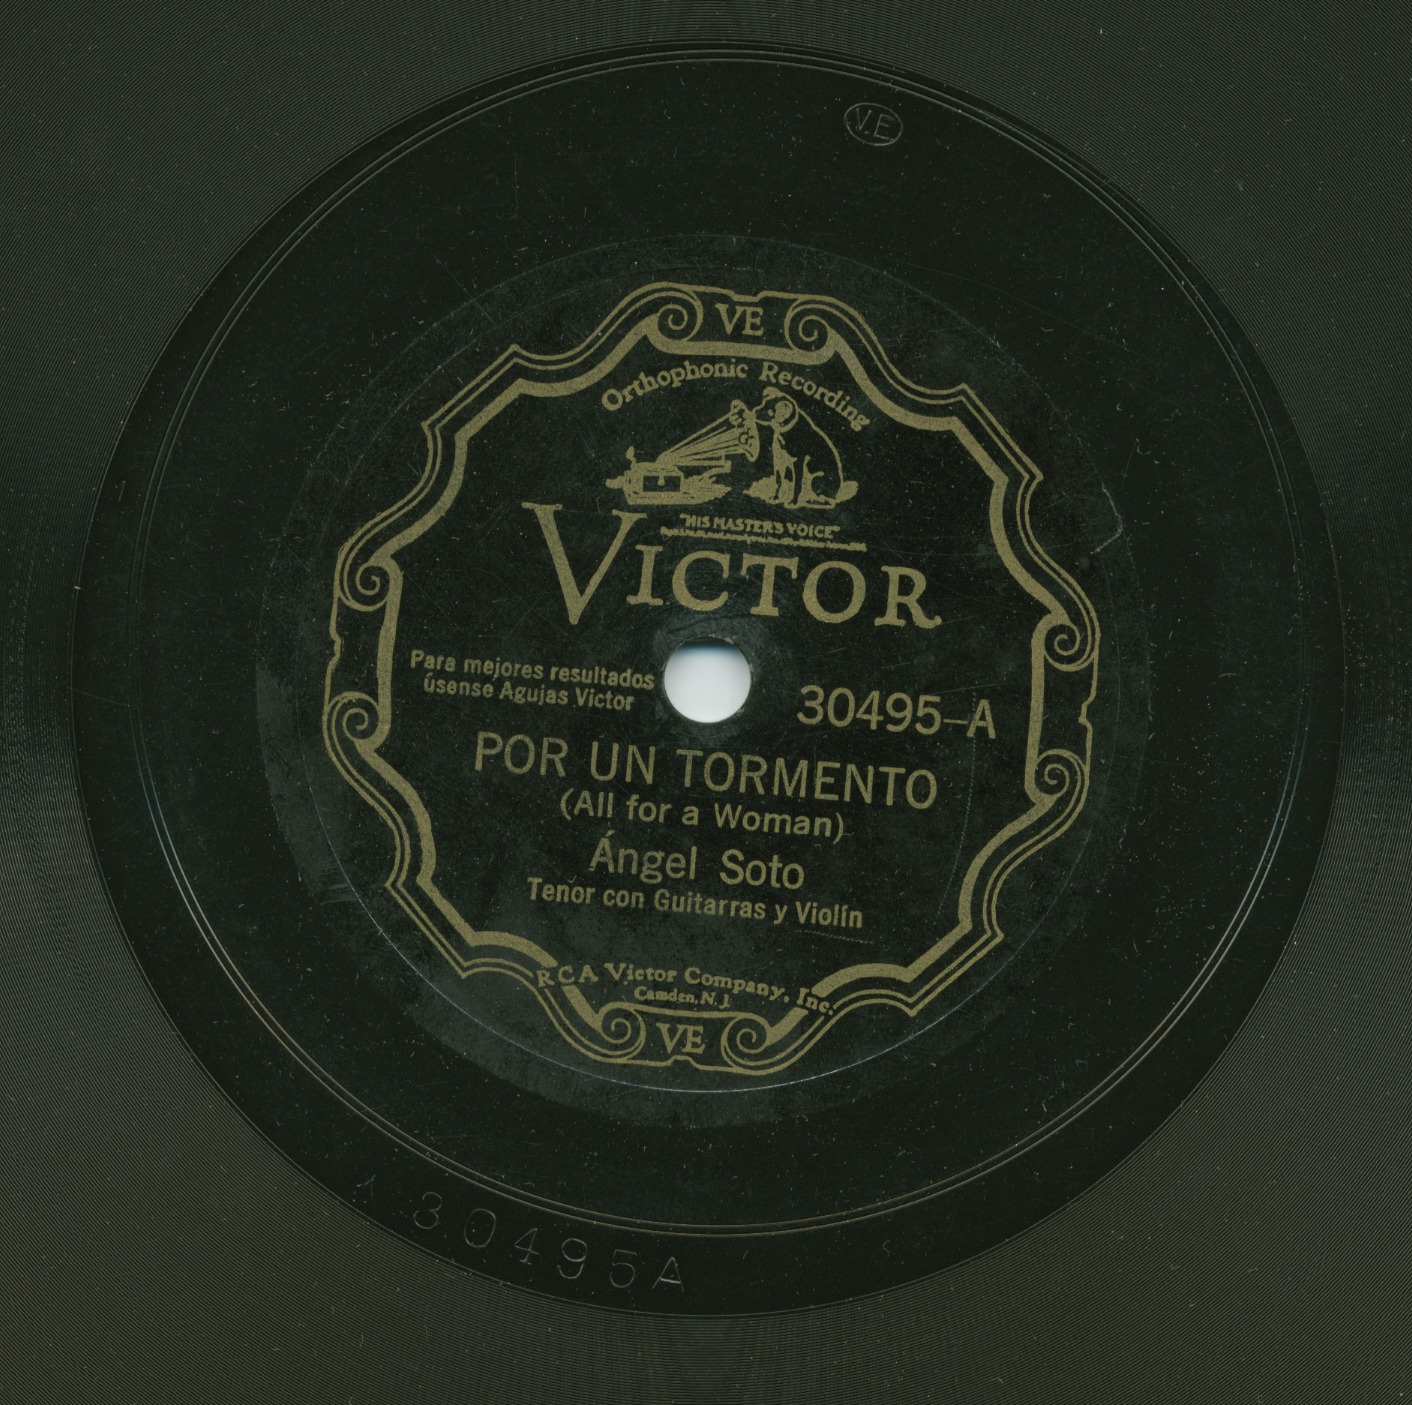 V.E.
VE
Orthophonic Recording
"HIS MASTER'S VOICE"
VICTOR
Para mejores resultados
úsense Agujas Victor
30495-A
POR UN TORMENTO
(All for a Woman)
Ángel Soto
Tenor con Guitarras y Violín
RCA Victor Company, Inc.
Camden, N. J.
VE
30495A